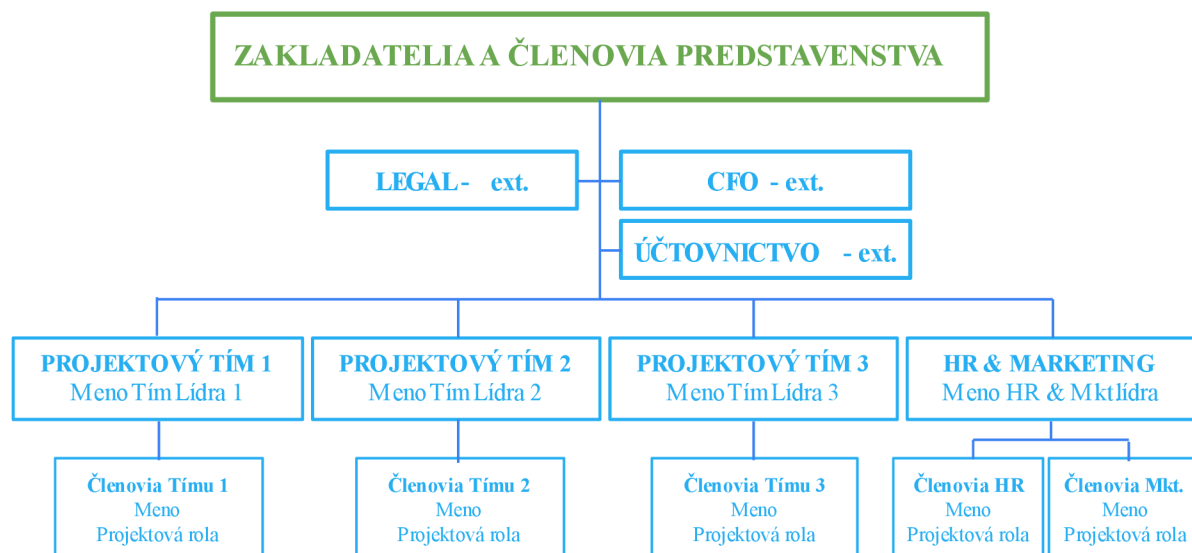 ZAKLADATELIA A ČLENOVIA PREDSTAVENSTVA
LEGAL - ext.
CFO - ext.
ÚČTOVNICTVO - ext.
PROJEKTOVÝ TÍM 1
Meno Tím Lídra 1
PROJEKTOVÝ TÍM 2
Meno Tím Lídra 2
PROJEKTOVÝ TÍM 3
Meno Tím Lídra 3
HR & MARKETING
Meno HR & Mkt.lídra
Členovia Tímu 1
Meno
Projektová rola
Členovia Tímu 2
Meno
Projektová rola
Členovia Tímu 3
Meno
Projektová rola
Členovia HR
Meno
Projektová rola
Členovia Mkt.
Meno
Projektová rola